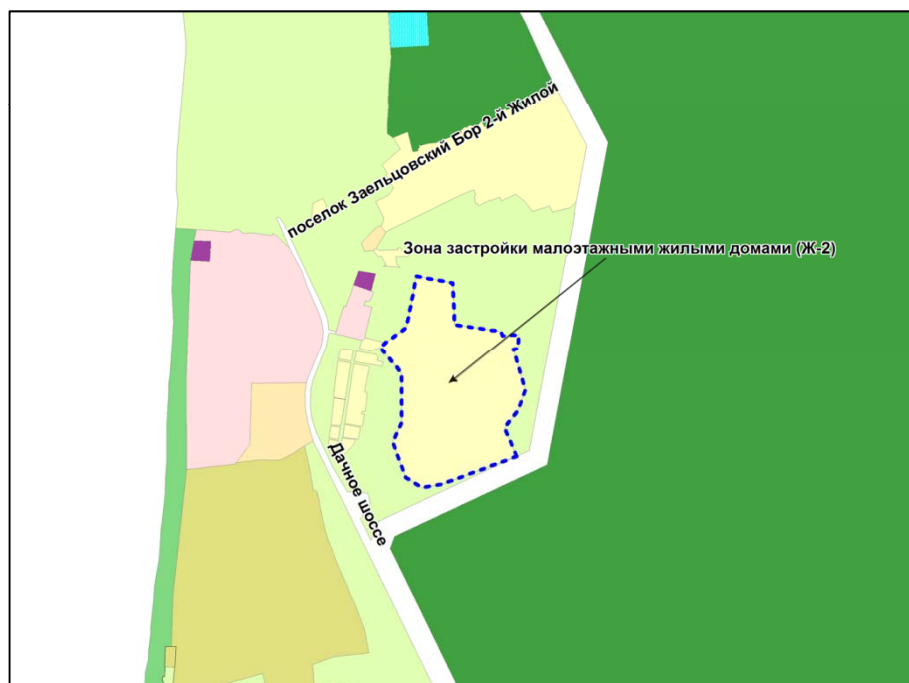 поселок Заельцовский Бор 2-й Жилой
Зона застройки малоэтажными жилыми домами (Ж-2)
Дачное шоссе